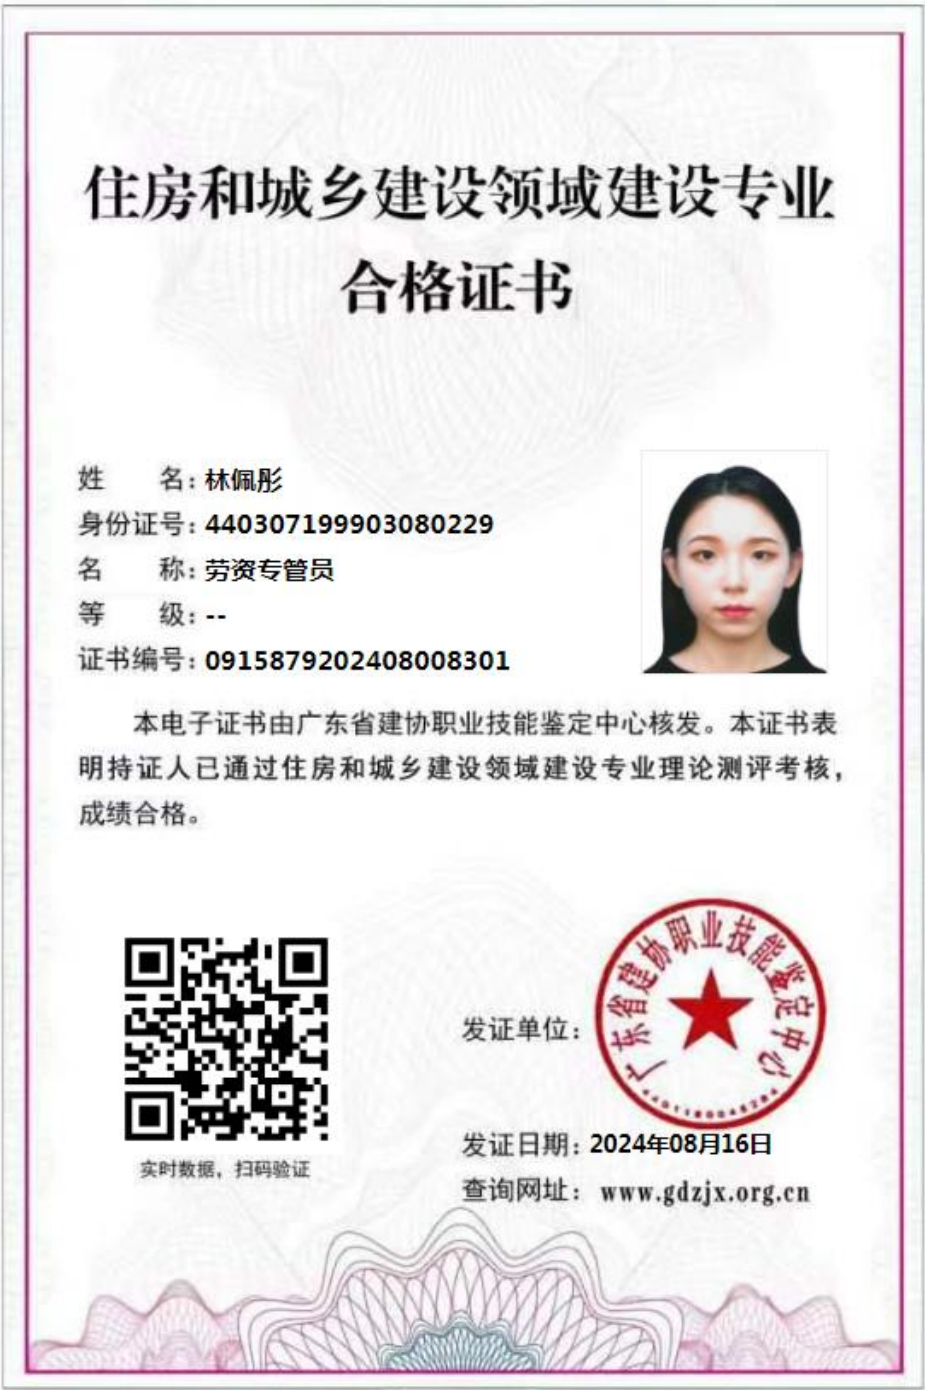 住房和城乡建设领域建设专业
合格证书
姓 名：林佩彤
身份证号：440307199903080229
名 称：劳资专管员
等 级：--
证书编号：0915879202408008301
本电子证书由广东省建协职业技能鉴定中心核发。本证书表
明持证人已通过住房和城乡建设领域建设专业理论测评考核，
成绩合格。
广东省建协职业技能鉴定中心
发证单位：
发证日期：2024年08月16日
实时数据，扫码验证
查询网址：www.gdzjx.org.cn